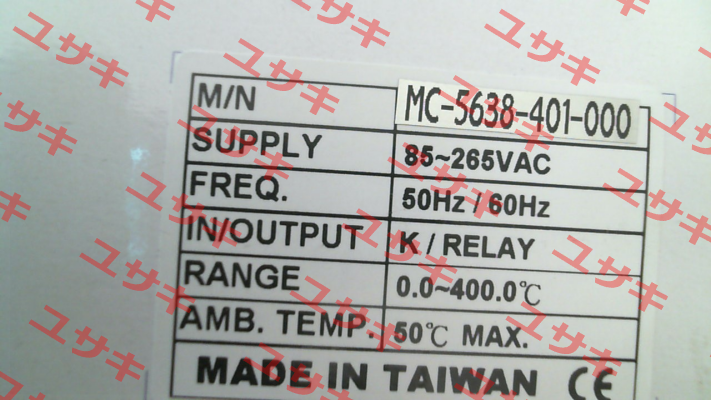 M/N MC-5638-401-000
SUPPLY 85~265VAC
FREQ. 50Hz / 60Hz
IN/OUTPUT K / RELAY
RANGE 0.0~400.0℃
AMB. TEMP. 50℃ MAX.
MADE IN TAIWAN CE
ユサキ